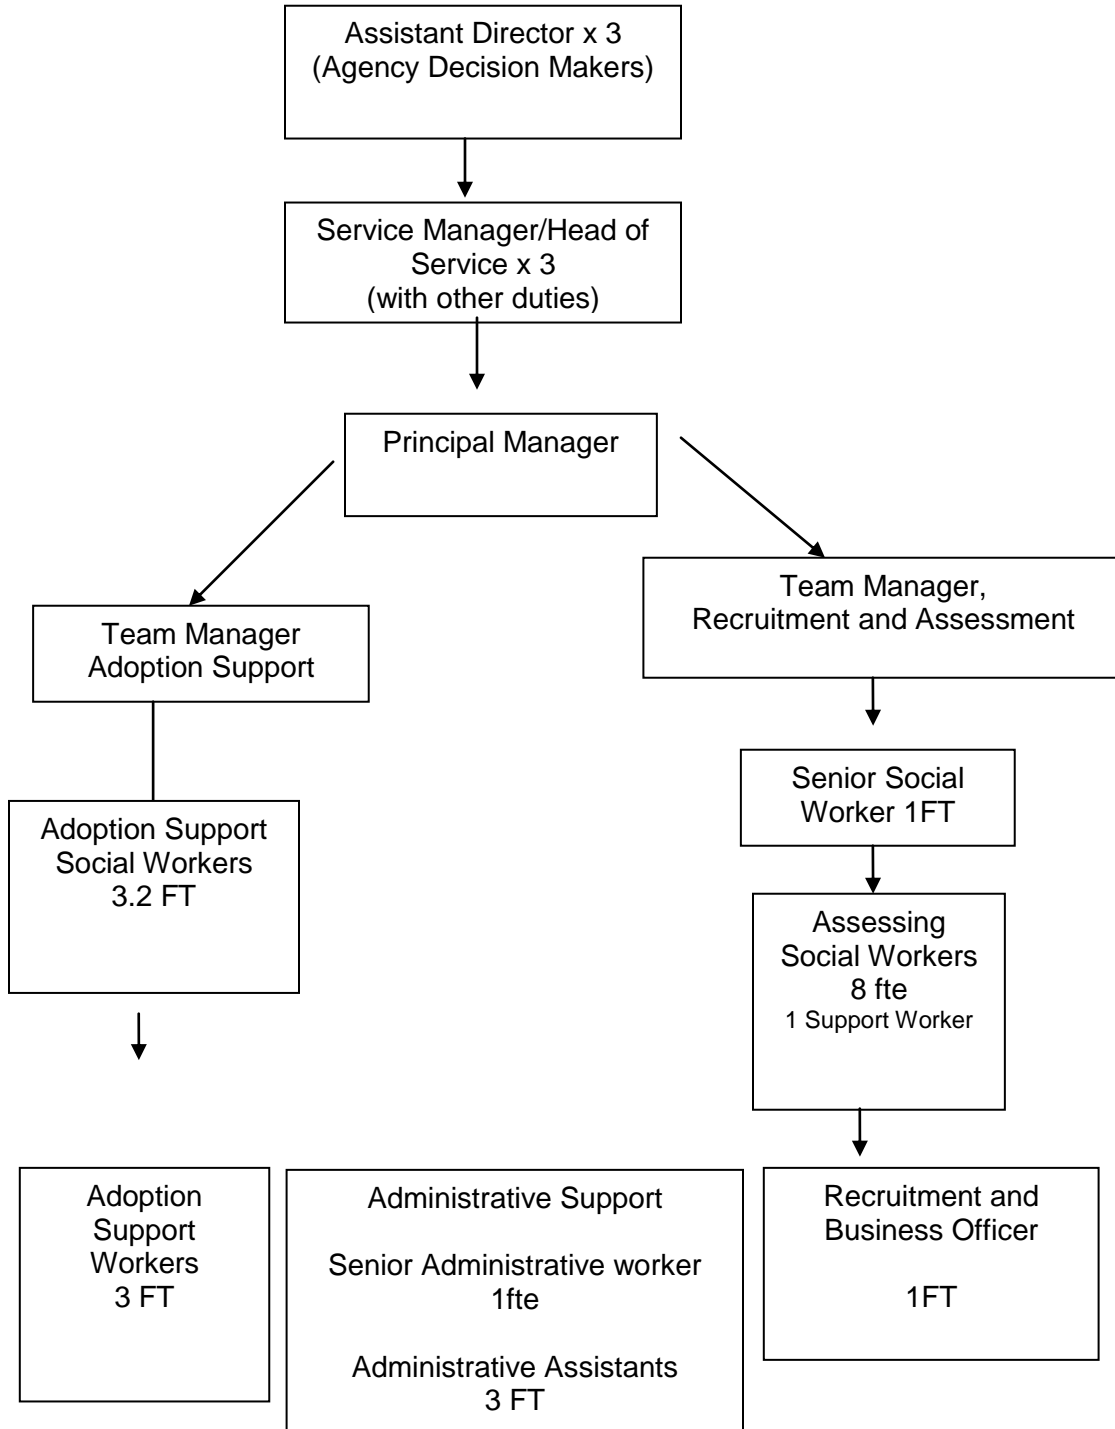 Assistant Director x 3
(Agency Decision Makers)
Service Manager/Head of
Service x 3
(with other duties)
Principal Manager
Team Manager
Adoption Support
Team Manager,
Recruitment and Assessment
Senior Social
Worker 1FT
Adoption Support
Social Workers
3.2 FT
Assessing
Social Workers
8 fte
1 Support Worker
Adoption
Support
Workers
3 FT
Administrative Support
Senior Administrative worker
1fte
Administrative Assistants
3 FT
Recruitment and
Business Officer
1FT